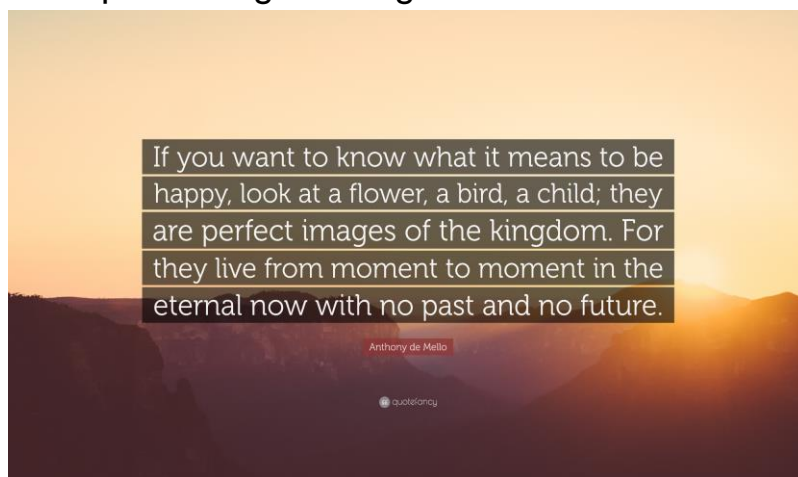 If you want to know what it means to be
happy, look at a flower, a bird, a child; they
are perfect images of the kingdom. For
they live from moment to moment in the
eternal now with no past and no future.
Anthony de Mello
quotefancy